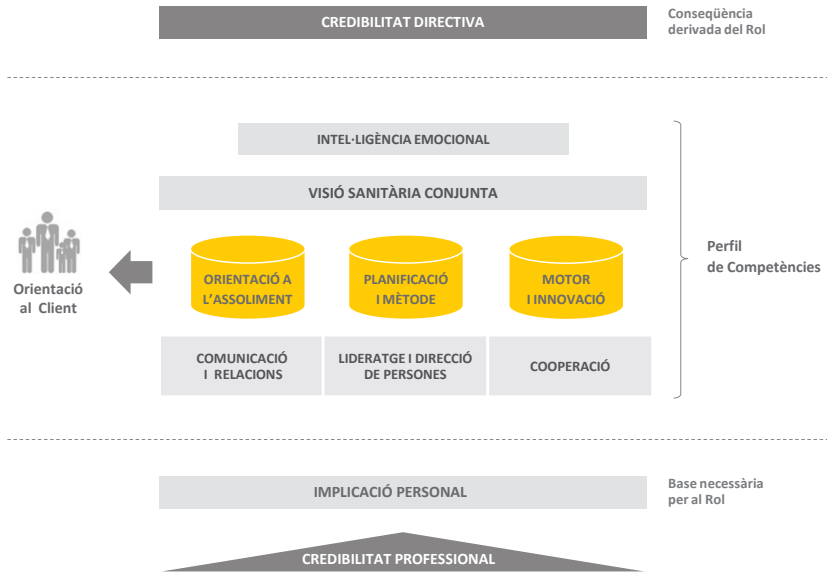 CREDIBILITAT DIRECTIVA
Conseqüència
derivada del Rol
INTEL·LIGÈNCIA EMOCIONAL
VISIÓ SANITÀRIA CONJUNTA
Orientació
al Client
ORIENTACIÓ A
L'ASSOLIMENT
PLANIFICACIÓ
I MÈTODE
MOTOR
I INNOVACIÓ
Perfil
de Competències
COMUNICACIÓ
I RELACIONS
LIDERATGE I DIRECCIÓ
DE PERSONES
COOPERACIÓ
IMPLICACIÓ PERSONAL
Base necessària
per al Rol
CREDIBILITAT PROFESSIONAL